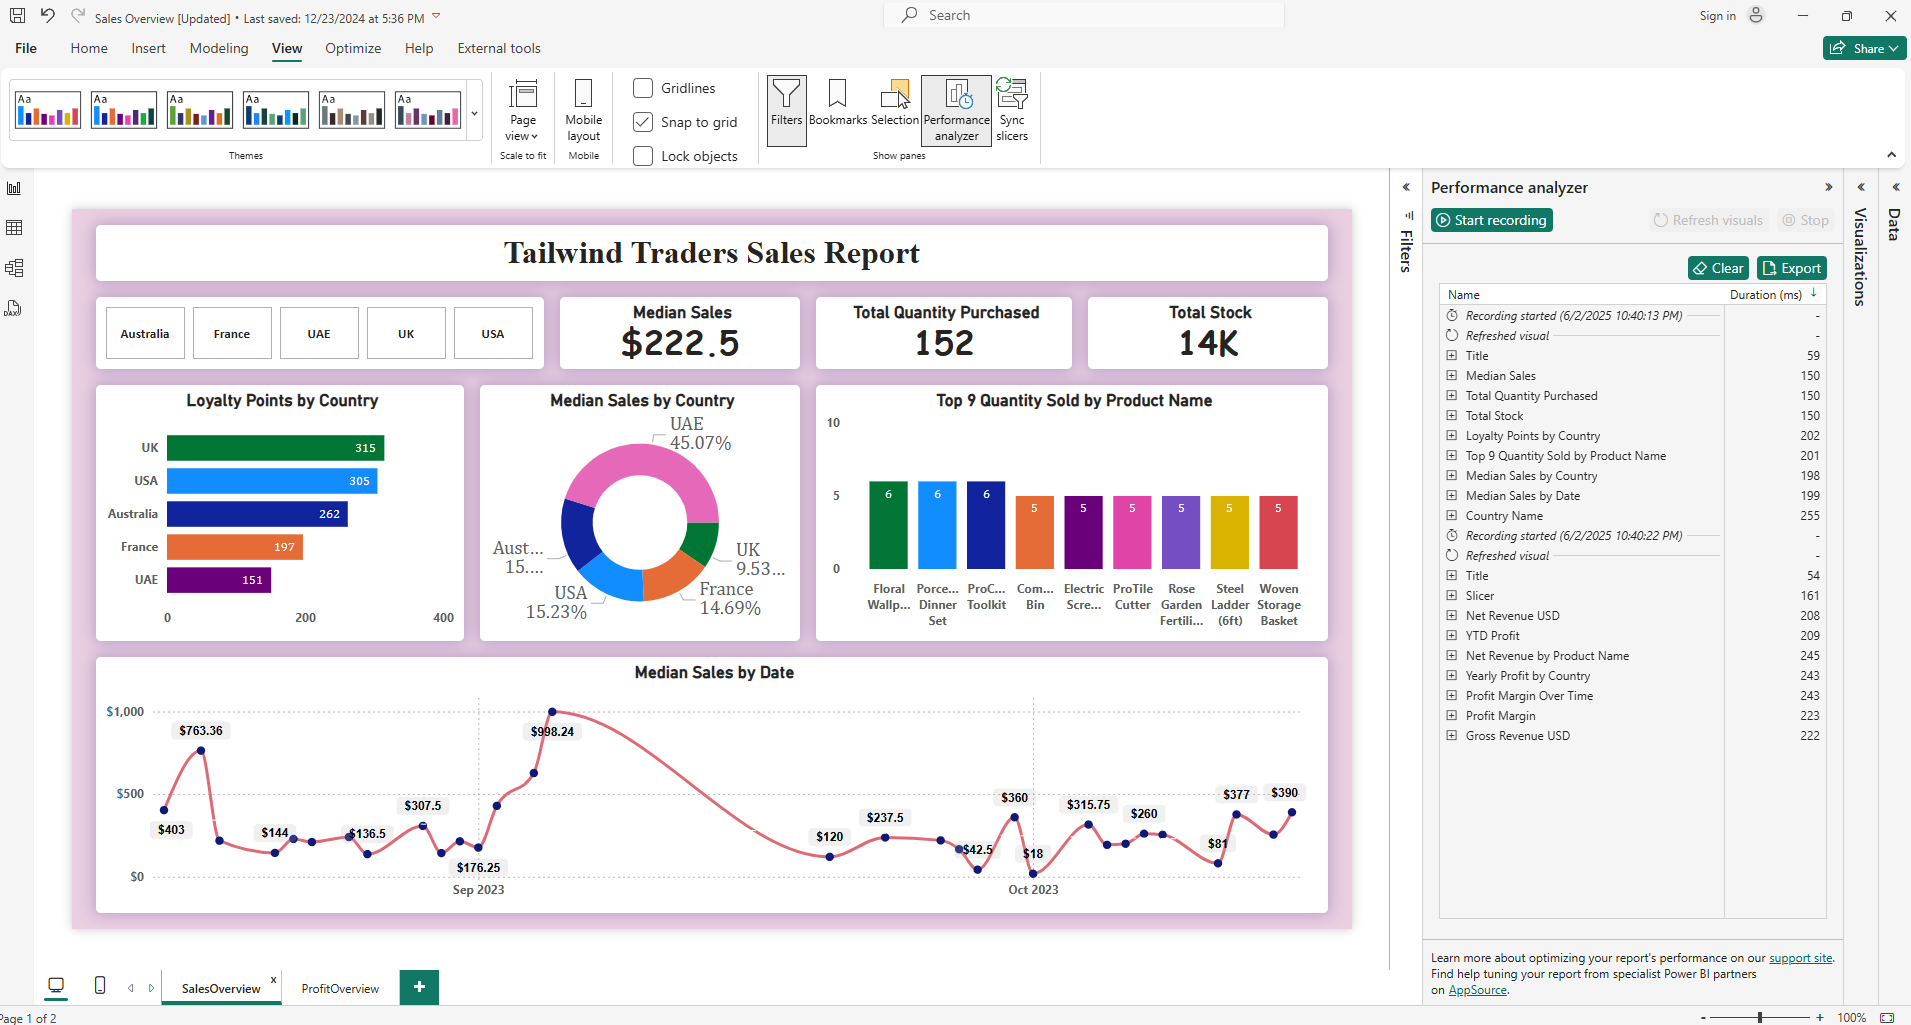 Sales Overview [Updated] • Last saved: 12/23/2024 at 5:36 PM
Search
Sign in
File
Home
Insert
Modeling
View
Optimize
Help
External tools
Share
Aa
Aa
Aa
Aa
Aa
Aa
Themes
Page view
Scale to fit
Mobile layout
Mobile
Gridlines
Snap to grid
Lock objects
Filters
Bookmarks
Selection
Performance analyzer
Sync slicers
Show panes
DAX
Tailwind Traders Sales Report
Australia
France
UAE
UK
USA
Median Sales
$222.5
Total Quantity Purchased
152
Total Stock
14K
Loyalty Points by Country
UK 315
USA 305
Australia 262
France 197
UAE 151
0 200 400
Median Sales by Country
UAE
45.07%
UK
9.53...
France
14.69%
USA
15.23%
Aust...
15....
Top 9 Quantity Sold by Product Name
10
5
0
6 6 6 5 5 5 5 5 5
Floral Wallp...
Porce... Dinner Set
ProC... Toolkit
Com... Bin
Electric Scre...
ProTile Cutter
Rose Garden Fertili...
Steel Ladder (6ft)
Woven Storage Basket
Median Sales by Date
$1,000
$500
$0
$403
$763.36
$144
$136.5
$307.5
$176.25
$998.24
$120
$237.5
$42.5
$360
$18
$315.75
$260
$81
$377
$390
Sep 2023
Oct 2023
SalesOverview x
ProfitOverview
+
Page 1 of 2
Filters
Performance analyzer
Start recording
Refresh visuals
Stop
Clear
Export
Name Duration (ms)
Recording started (6/2/2025 10:40:13 PM) -
Refreshed visual -
Title 59
Median Sales 150
Total Quantity Purchased 150
Total Stock 150
Loyalty Points by Country 202
Top 9 Quantity Sold by Product Name 201
Median Sales by Country 198
Median Sales by Date 199
Country Name 255
Recording started (6/2/2025 10:40:22 PM) -
Refreshed visual -
Title 54
Slicer 161
Net Revenue USD 208
YTD Profit 209
Net Revenue by Product Name 245
Yearly Profit by Country 243
Profit Margin Over Time 243
Profit Margin 223
Gross Revenue USD 222
Learn more about optimizing your report's performance on our support site.
Find help tuning your report from specialist Power BI partners
on AppSource.
Visualizations
Data
- + 100%